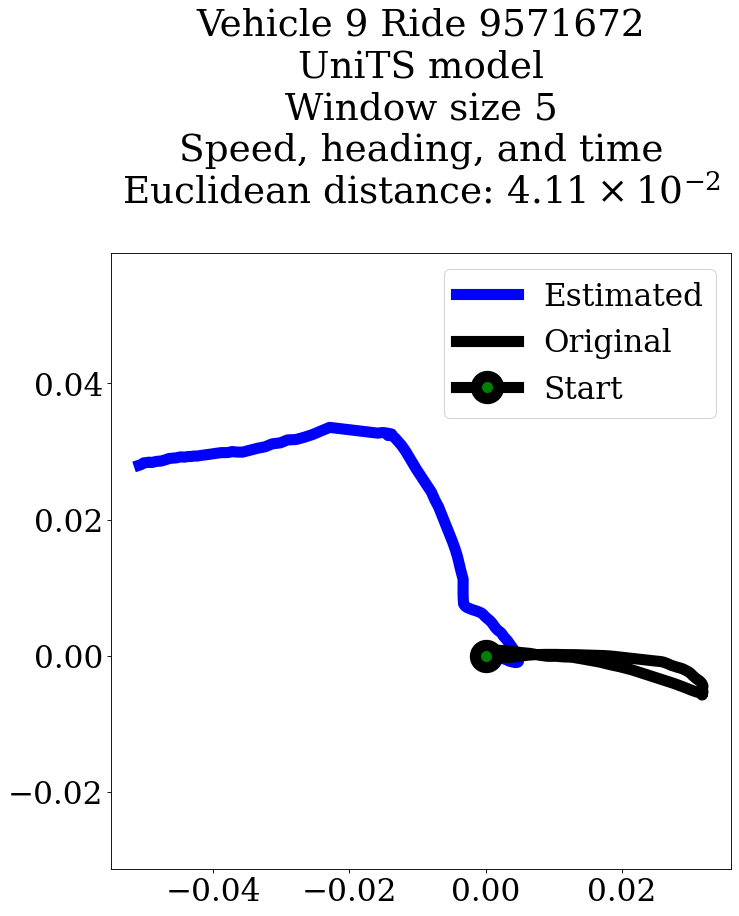 Vehicle 9 Ride 9571672
UniTS model
Window size 5
Speed, heading, and time
Euclidean distance: 4.11 × 10⁻²
Estimated
Original
Start
0.04
0.02
0.00
−0.02
−0.04 −0.02 0.00 0.02